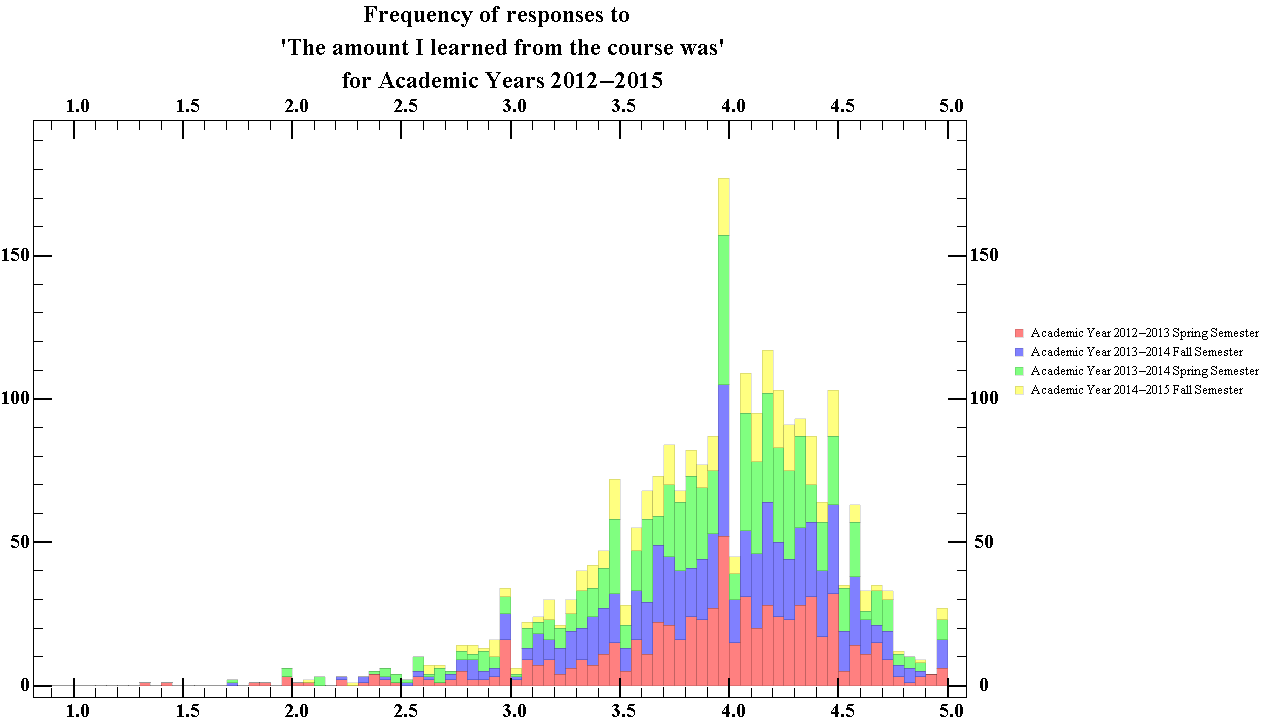 Frequency of responses to
'The amount I learned from the course was'
for Academic Years 2012–2015
1.0 1.5 2.0 2.5 3.0 3.5 4.0 4.5 5.0
150 150
100 100
50 50
0 0
1.0 1.5 2.0 2.5 3.0 3.5 4.0 4.5 5.0
Academic Year 2012–2013 Spring Semester
Academic Year 2013–2014 Fall Semester
Academic Year 2013–2014 Spring Semester
Academic Year 2014–2015 Fall Semester